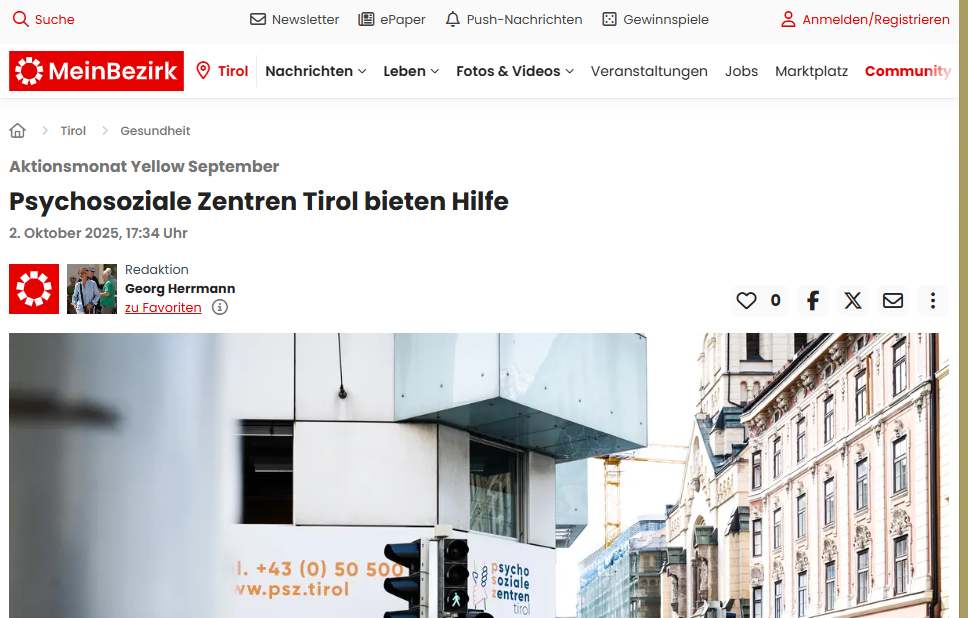 Suche
Newsletter
ePaper
Push-Nachrichten
Gewinnspiele
Anmelden/Registrieren
MeinBezirk
Tirol
Nachrichten
Leben
Fotos & Videos
Veranstaltungen
Jobs
Marktplatz
Community
Tirol
Gesundheit
Aktionsmonat Yellow September
Psychosoziale Zentren Tirol bieten Hilfe
2. Oktober 2025, 17:34 Uhr
Redaktion
Georg Herrmann
zu Favoriten
0
l. +43 (0) 50 500
www.psz.tirol
psycho
soziale
zentren
tirol